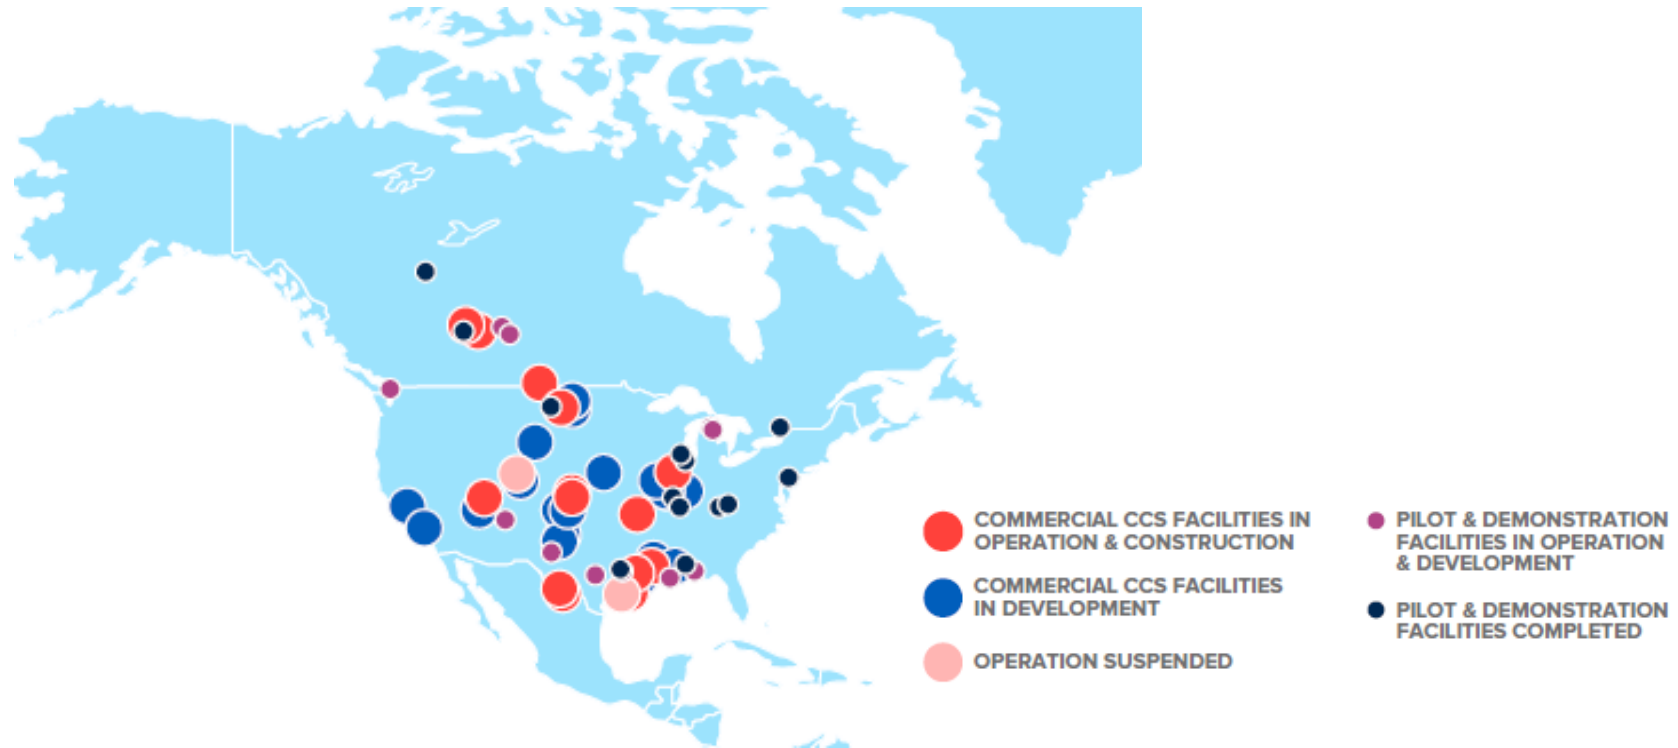 COMMERCIAL CCS FACILITIES IN
OPERATION & CONSTRUCTION
COMMERCIAL CCS FACILITIES
IN DEVELOPMENT
OPERATION SUSPENDED
PILOT & DEMONSTRATION
FACILITIES IN OPERATION
& DEVELOPMENT
PILOT & DEMONSTRATION
FACILITIES COMPLETED